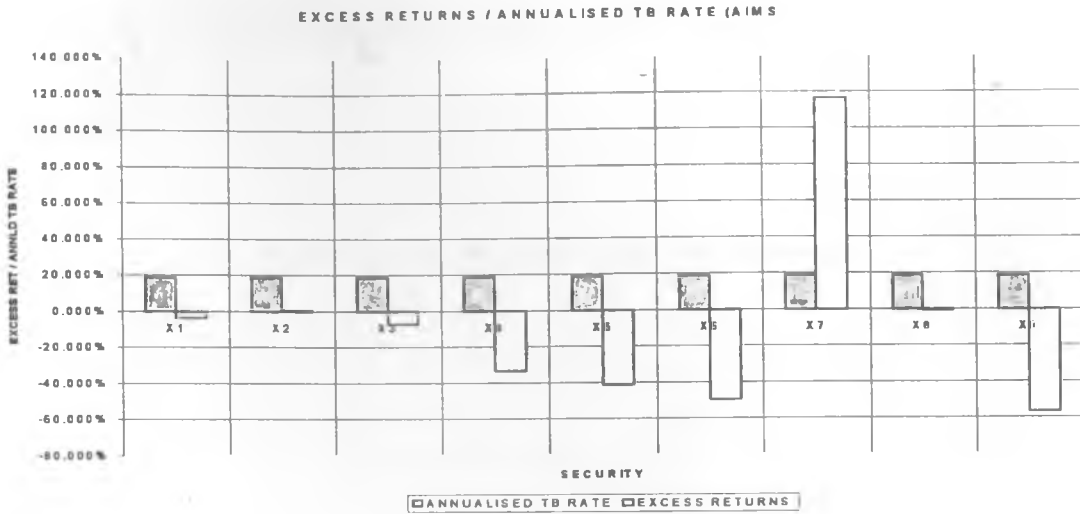 EXCESS RETURNS / ANNUALISED TB RATE (AIMS
EXCESS RET / ANNLD TB RATE
140.000%
120.000%
100.000%
80.000%
60.000%
40.000%
20.000%
0.000%
-20.000%
-40.000%
-60.000%
-80.000%
X1 X2 X3 X5 X7 X8
SECURITY
ANNUALISED TB RATE EXCESS RETURNS